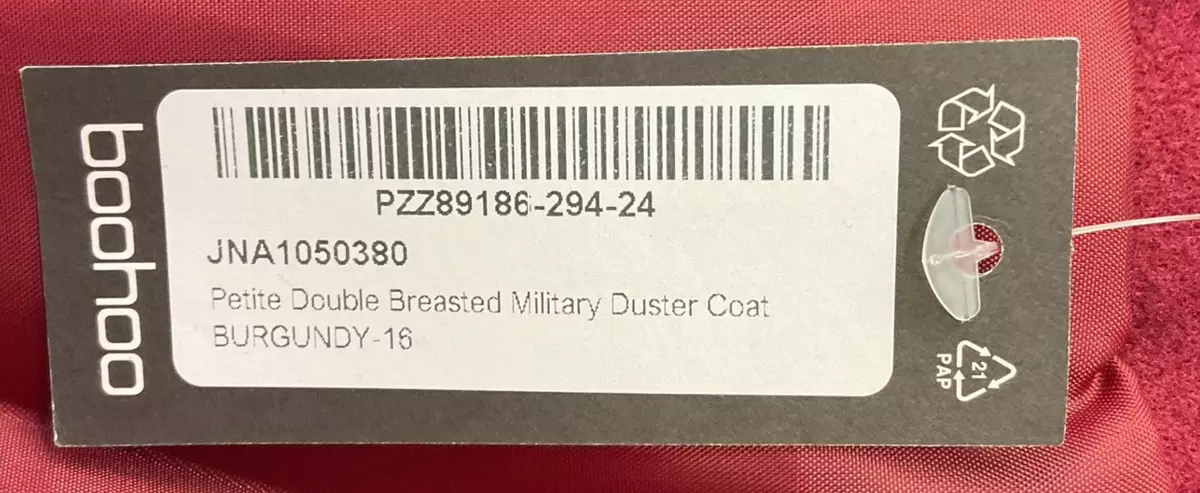 boohoo
PZZ89186-294-24
JNA1050380
Petite Double Breasted Military Duster Coat
BURGUNDY-16
21
PAP